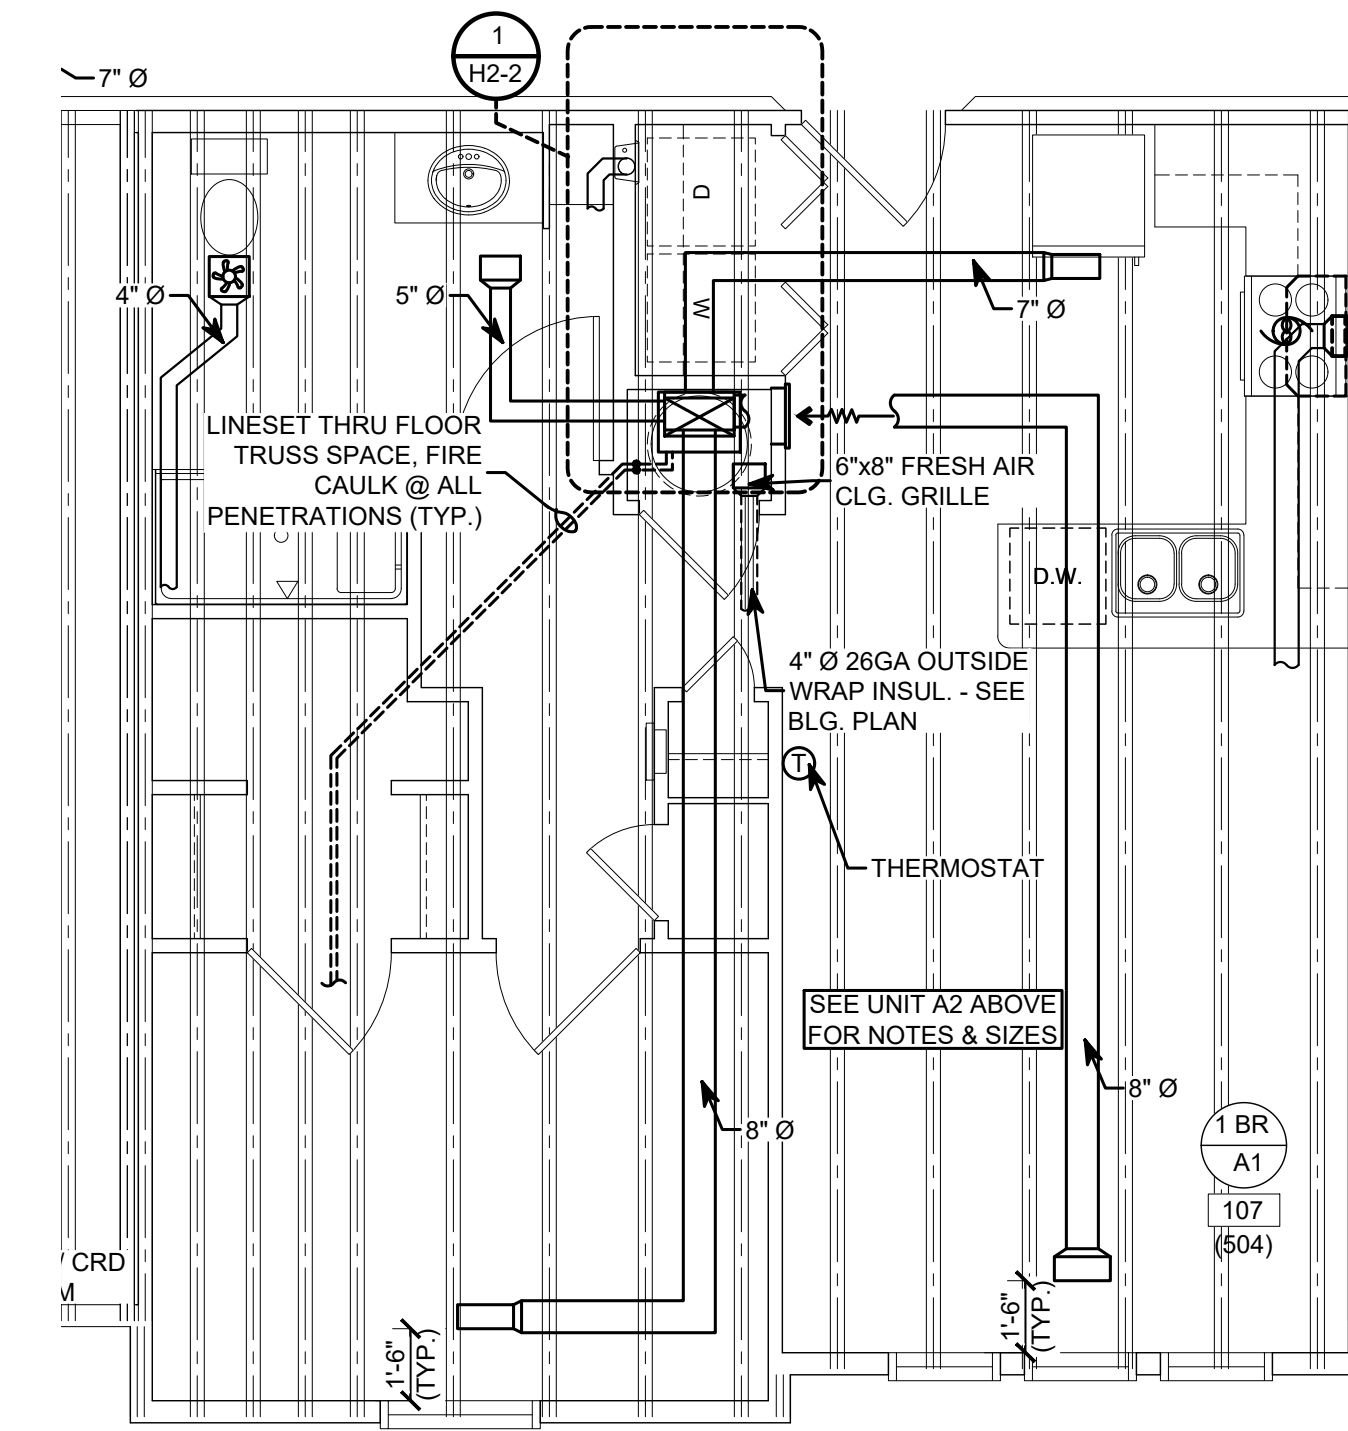 1
H2-2
7" Ø
D
4" Ø
5" Ø
7" Ø
W
LINESET THRU FLOOR
TRUSS SPACE, FIRE
CAULK @ ALL
PENETRATIONS (TYP.)
6"x8" FRESH AIR
CLG. GRILLE
D.W.
4" Ø 26GA OUTSIDE
WRAP INSUL. - SEE
BLG. PLAN
T
THERMOSTAT
SEE UNIT A2 ABOVE
FOR NOTES & SIZES
8" Ø
8" Ø
1 BR
A1
107
(504)
CRD
M
1'-6"
(TYP.)
1'-6"
(TYP.)